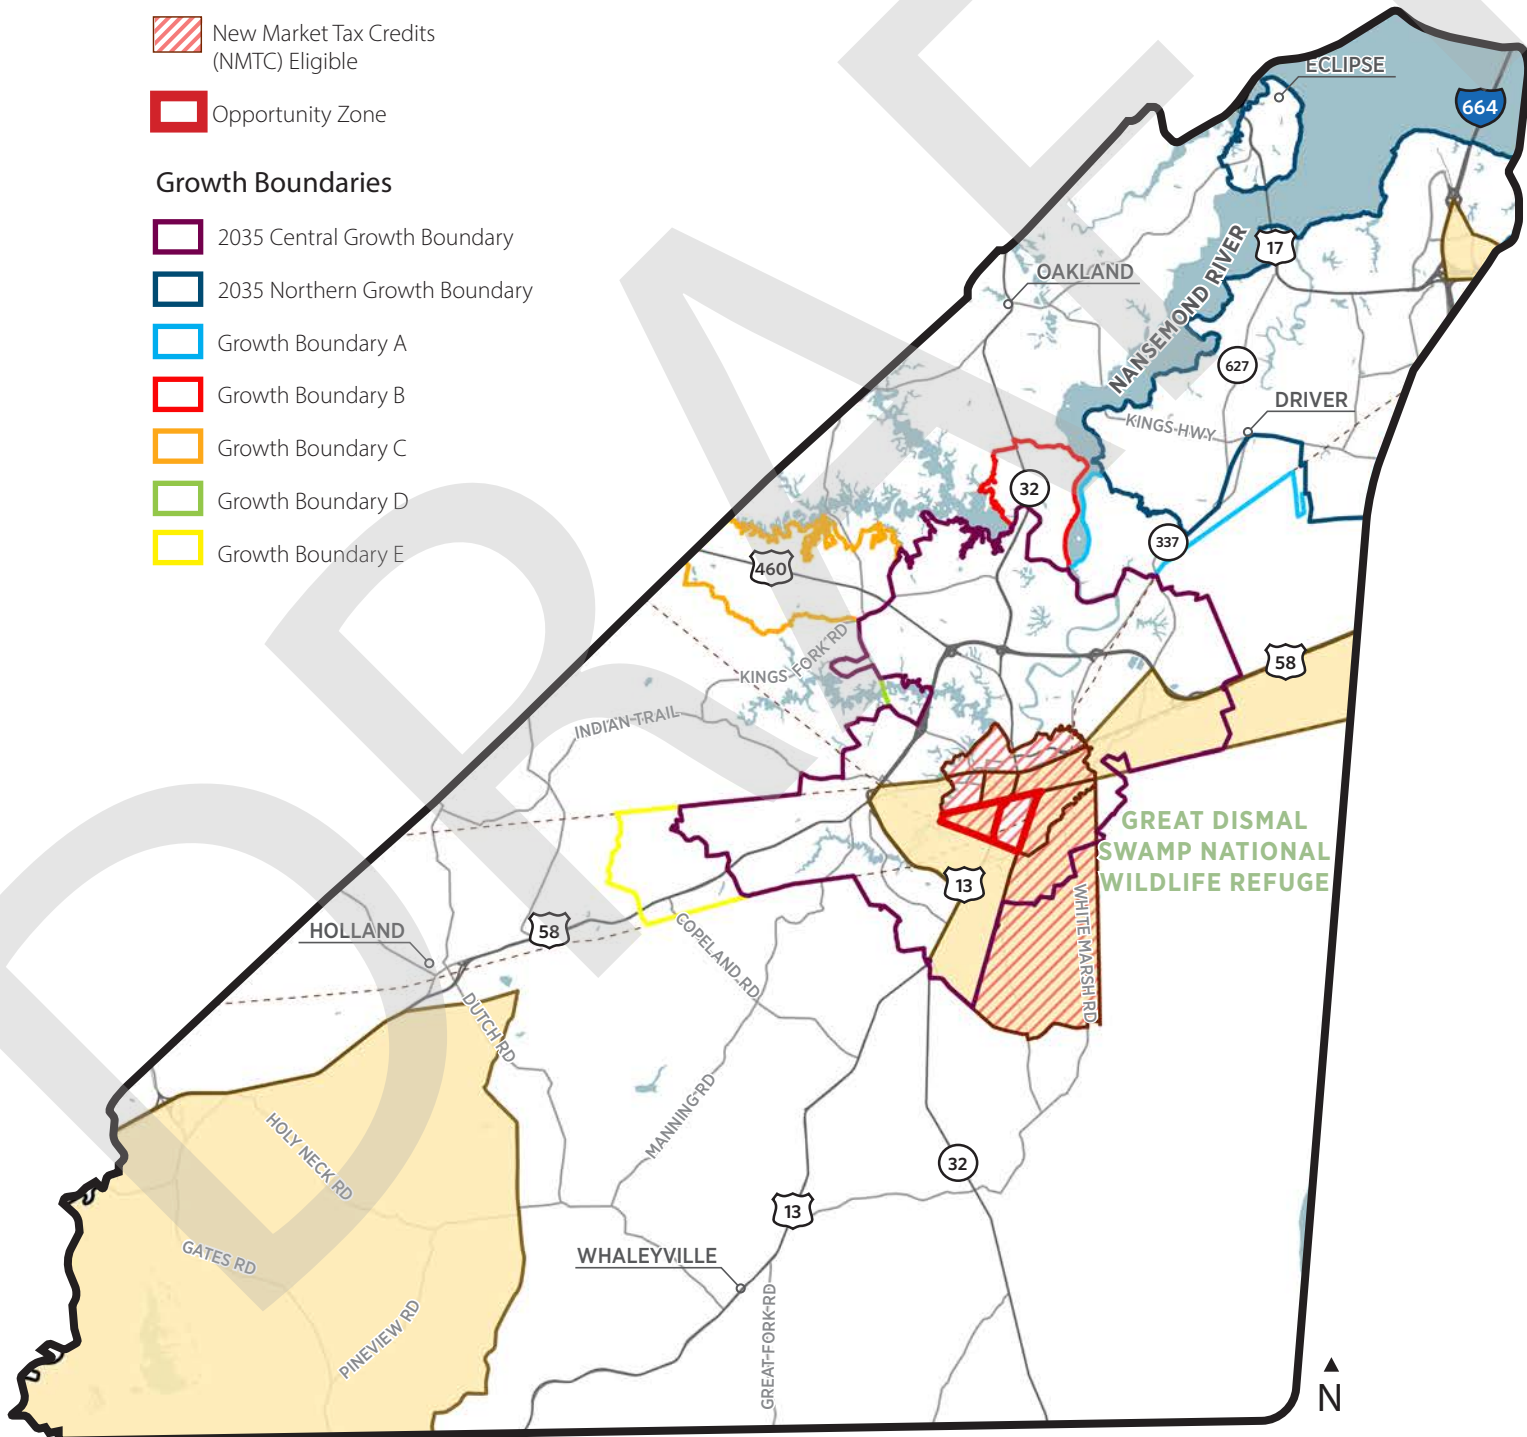 New Market Tax Credits
(NMTC) Eligible
Opportunity Zone
Growth Boundaries
2035 Central Growth Boundary
2035 Northern Growth Boundary
Growth Boundary A
Growth Boundary B
Growth Boundary C
Growth Boundary D
Growth Boundary E
DRAFT
ECLIPSE
664
NANSEMOND RIVER
17
OAKLAND
627
DRIVER
KINGS HWY
32
337
460
KINGS FORK RD
58
INDIAN TRAIL
GREAT DISMAL
SWAMP NATIONAL
WILDLIFE REFUGE
13
WHITE MARSH RD
HOLLAND
58
COPELAND RD
DUTCH RD
MANNING RD
HOLY NECK RD
32
13
GATES RD
WHALEYVILLE
PINEVIEW RD
GREAT FORK RD
N